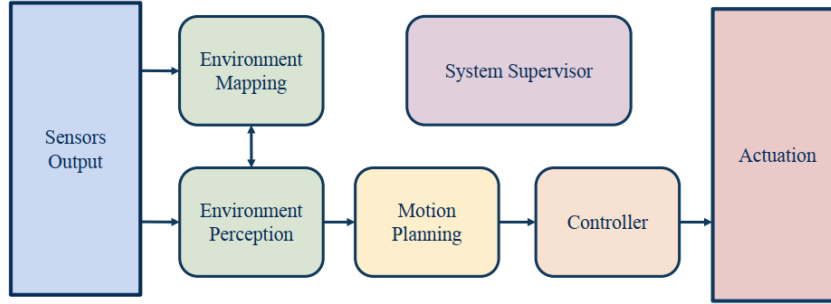 Sensors
Output
Environment
Mapping
System Supervisor
Environment
Perception
Motion
Planning
Controller
Actuation